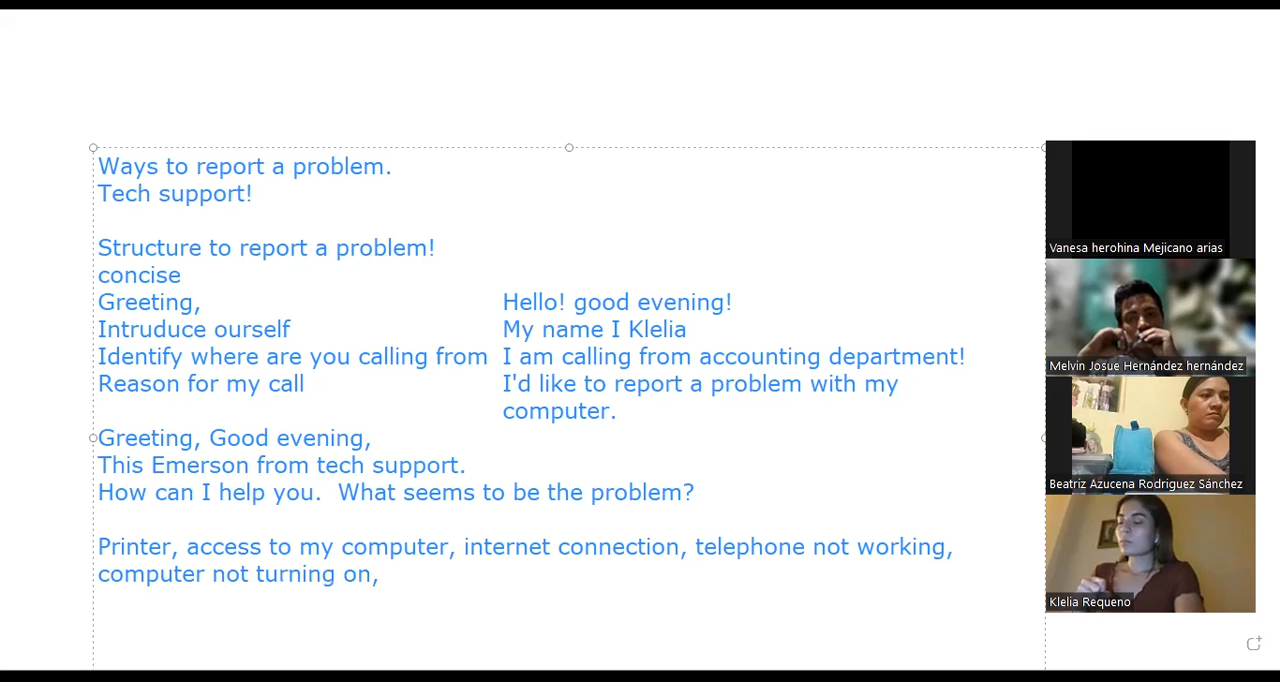 Ways to report a problem.
Tech support!
Structure to report a problem!
concise
Greeting,
Intruduce ourself
Identify where are you calling from
Reason for my call
Hello! good evening!
My name I Klelia
I am calling from accounting department!
I'd like to report a problem with my
computer.
Greeting, Good evening,
This Emerson from tech support.
How can I help you.  What seems to be the problem?
Printer, access to my computer, internet connection, telephone not working,
computer not turning on,
Vanesa herohina Mejicano arias
Melvin Josue Hernández hernández
Beatriz Azucena Rodriguez Sánchez
Klelia Requeno